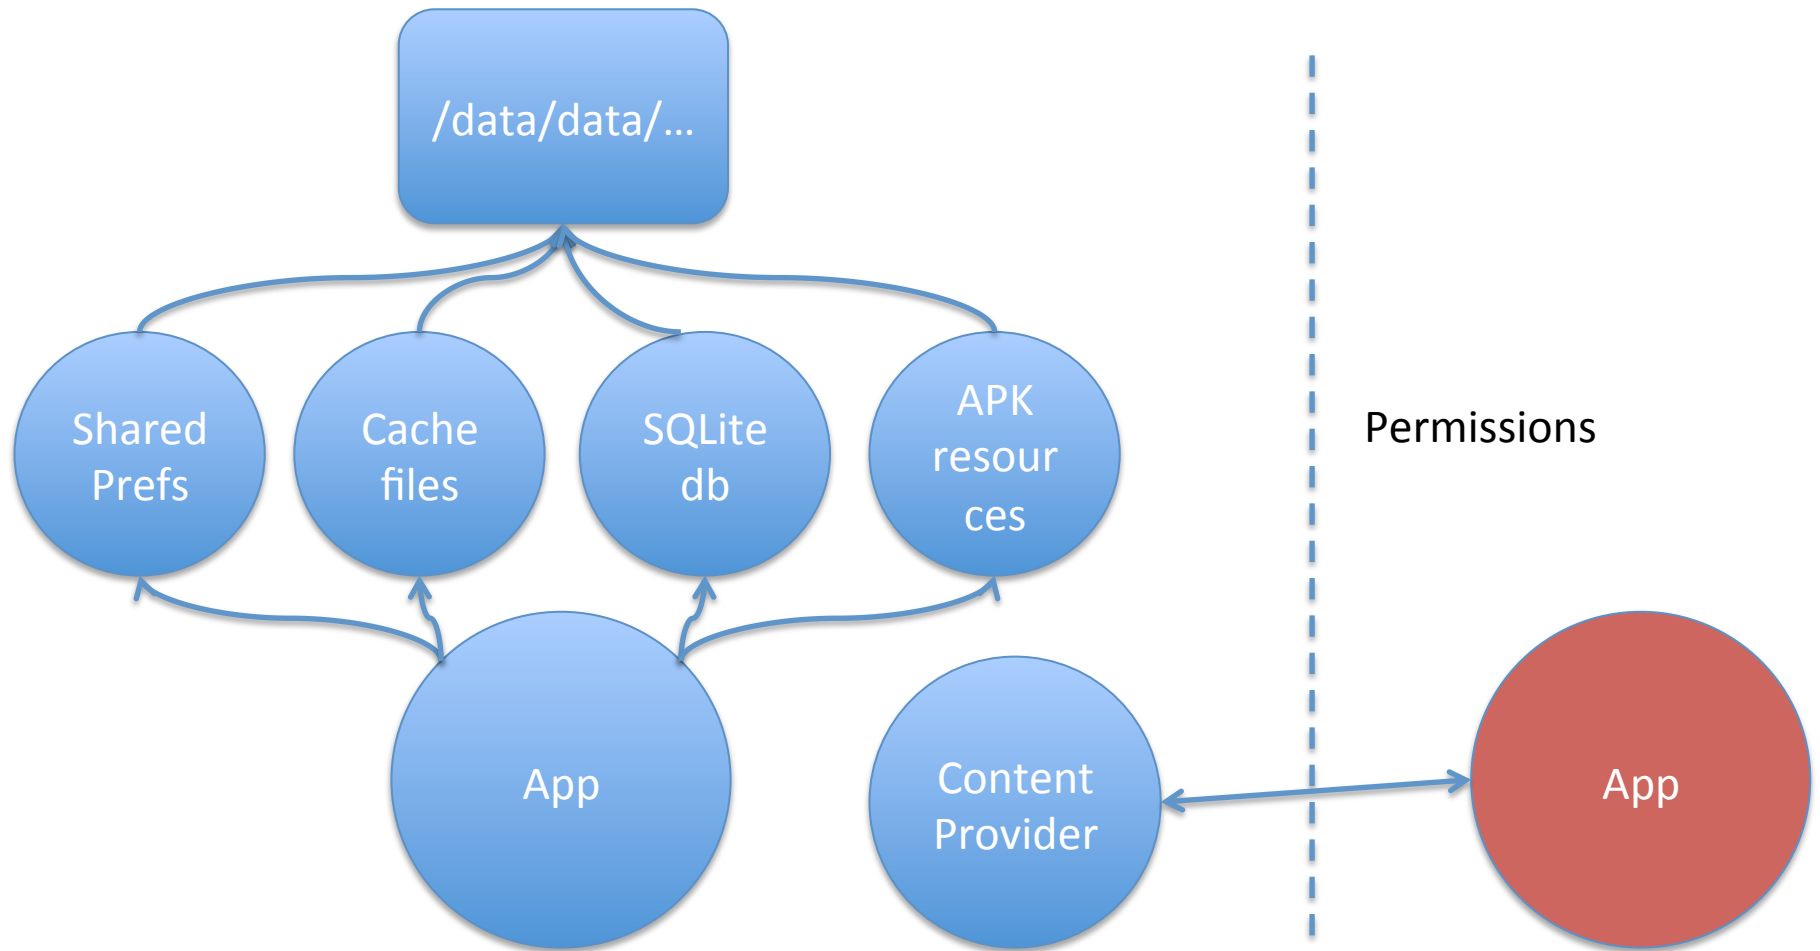 /data/data/...
Shared
Prefs
Cache
files
SQLite
db
APK
resour
ces
Permissions
App
Content
Provider
App